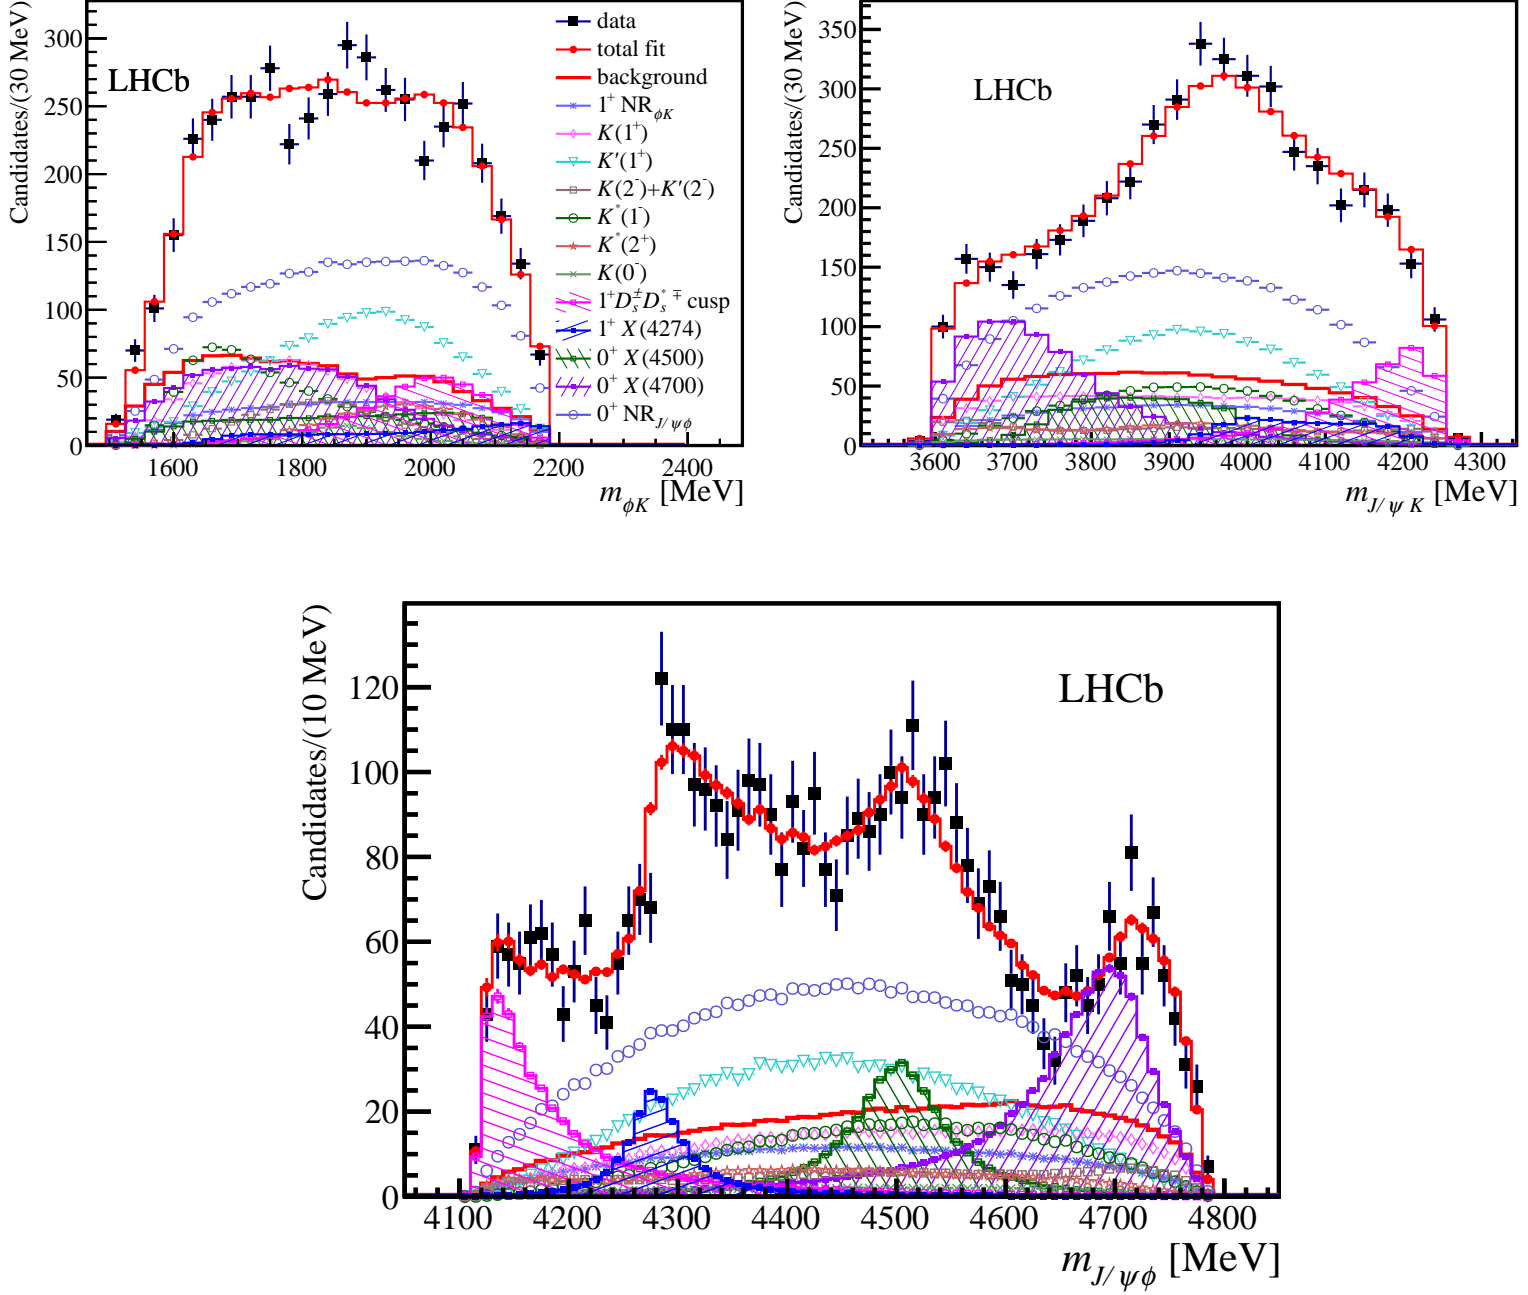 Candidates/(30 MeV)
300
250
200
150
100
50
0
LHCb
data
total fit
background
1⁺ NR_ϕK
K(1⁺)
K′(1⁺)
K(2⁻)+K′(2⁻)
K*(1⁻)
K*(2⁺)
K(0⁻)
1⁺D_s^± D_s^*∓ cusp
1⁺ X(4274)
0⁺ X(4500)
0⁺ X(4700)
0⁺ NR_J/ψϕ
1600 1800 2000 2200 2400
m_ϕK [MeV]
Candidates/(30 MeV)
350
300
250
200
150
100
50
0
LHCb
3600 3700 3800 3900 4000 4100 4200 4300
m_J/ψK [MeV]
Candidates/(10 MeV)
120
100
80
60
40
20
0
LHCb
4100 4200 4300 4400 4500 4600 4700 4800
m_J/ψϕ [MeV]